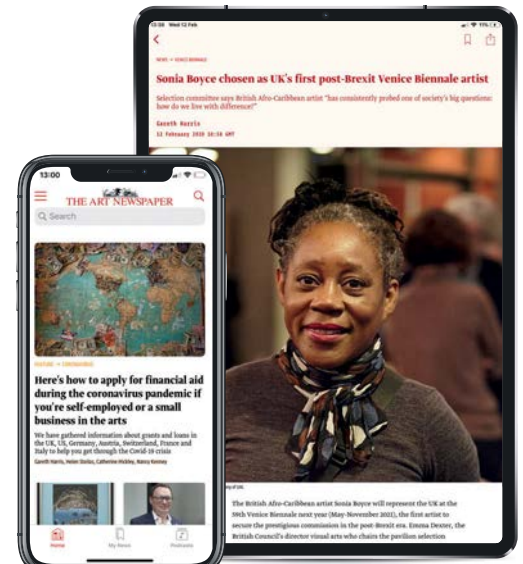 12:38 Wed 12 Feb
11%
NEWS → VENICE BIENNALE
Sonia Boyce chosen as UK's first post-Brexit Venice Biennale artist
Selection committee says British Afro-Caribbean artist "has consistently probed one of society's big questions:
how do we live with difference?"
Gareth Harris
12 February 2020 10:56 GMT
The British Afro-Caribbean artist Sonia Boyce will represent the UK at the
59th Venice Biennale next year (May-November 2021), the first artist to
secure the prestigious commission in the post-Brexit era. Emma Dexter, the
British Council's director visual arts who chairs the pavilion selection
13:00
THE ART NEWSPAPER
Search
FEATURE → CORONAVIRUS
Here's how to apply for financial aid
during the coronavirus pandemic if
you're self-employed or a small
business in the arts
We have gathered information about grants and loans in
the UK, US, Germany, Austria, Switzerland, France and
Italy to help you get through the Covid-19 crisis
Gareth Harris, Helen Stoilas, Catherine Hickley, Nancy Kenney
Home
My News
Podcasts